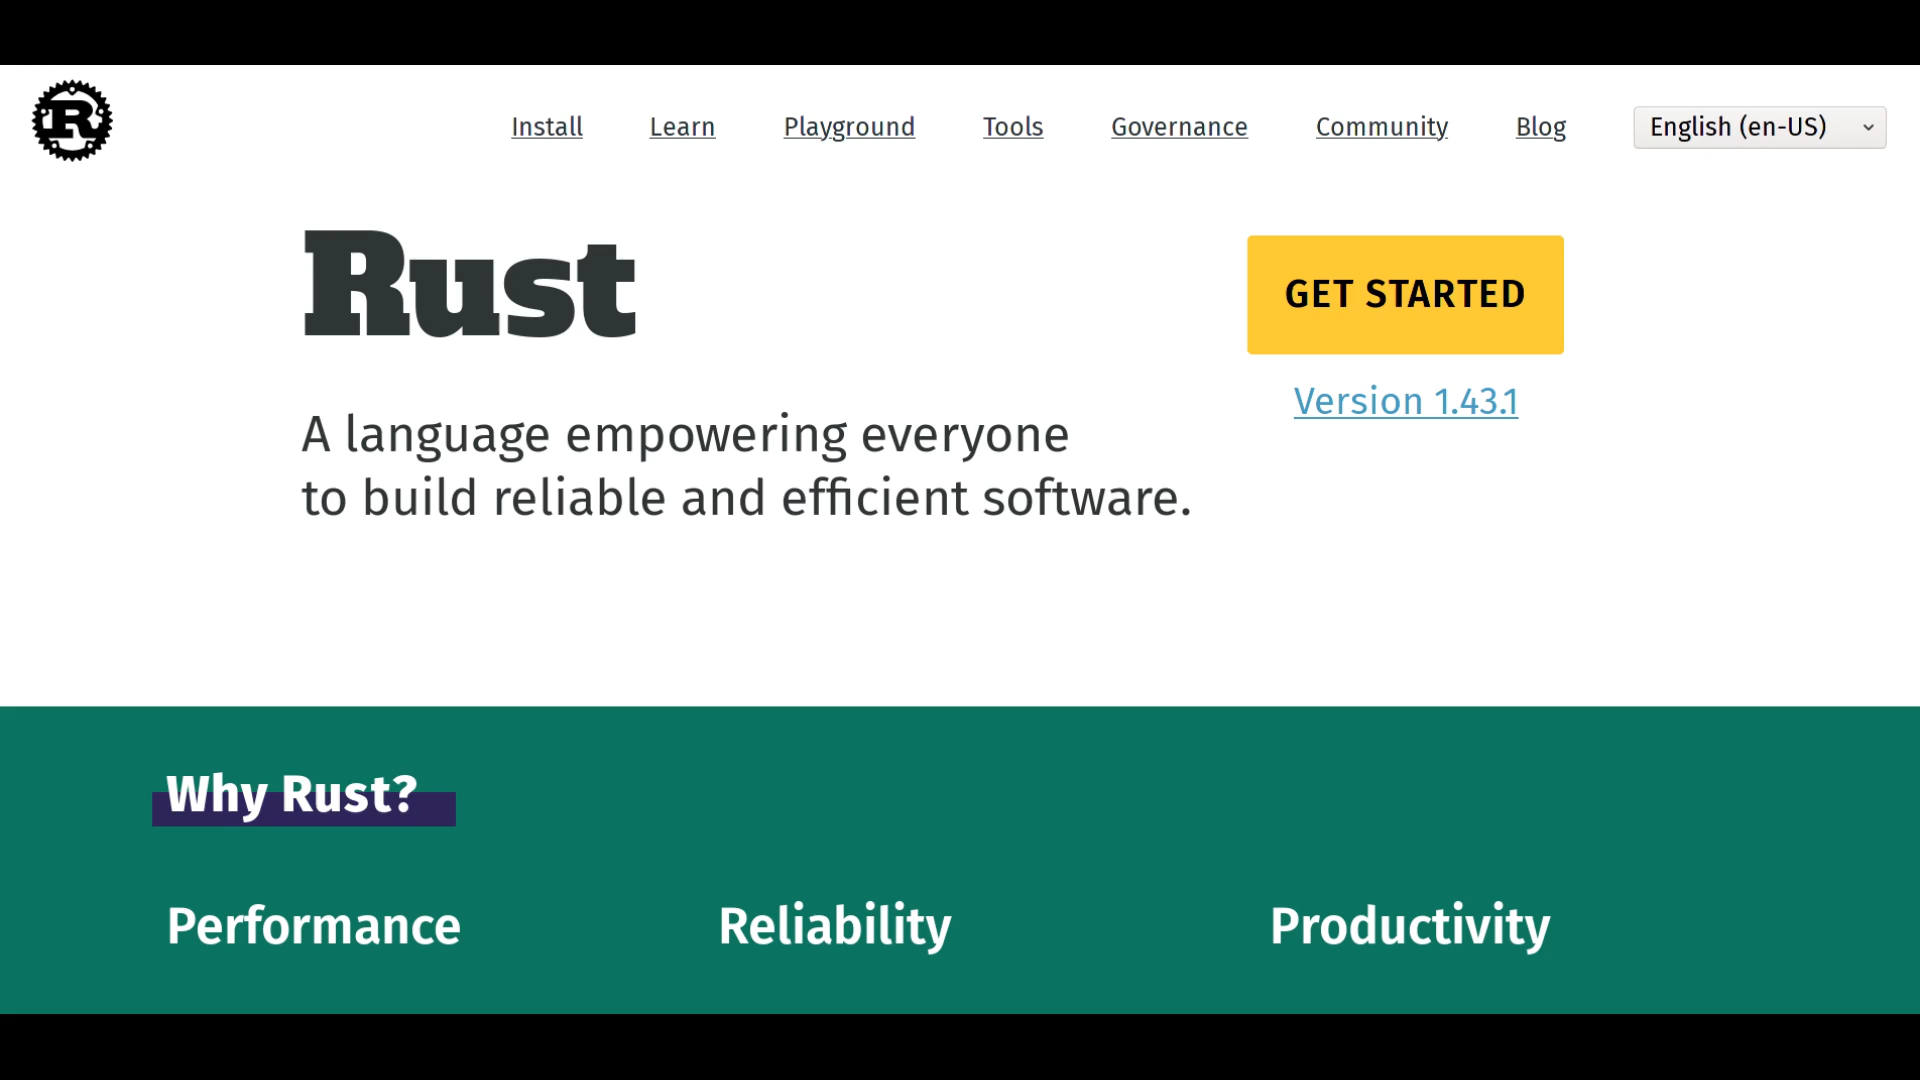 R
Install Learn Playground Tools Governance Community Blog English (en-US)
Rust
GET STARTED
Version 1.43.1
A language empowering everyone
to build reliable and efficient software.
Why Rust?
Performance Reliability Productivity